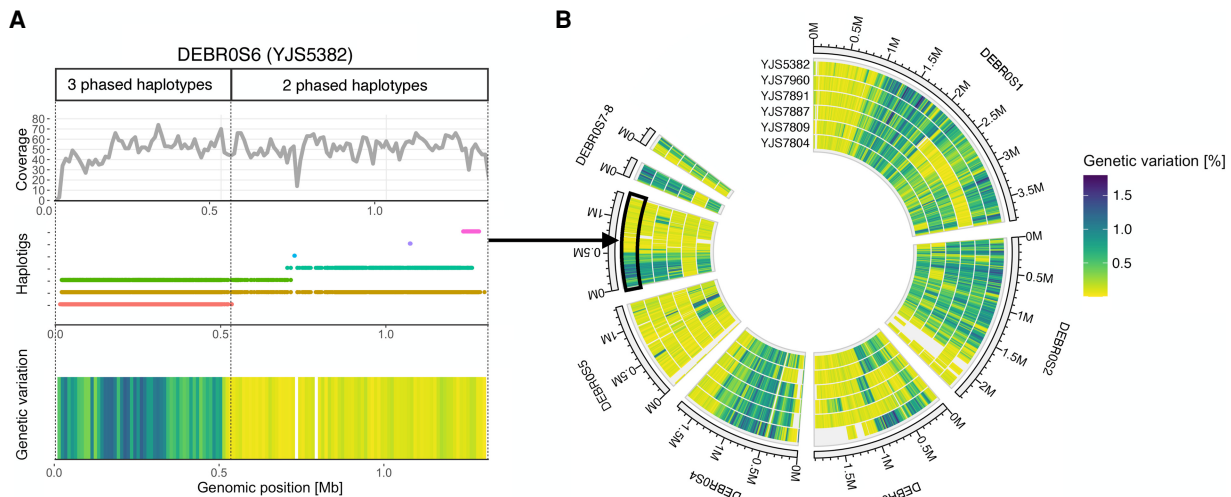 A
DEBR0S6 (YJS5382)
3 phased haplotypes
2 phased haplotypes
Coverage
80
70
60
50
40
30
20
10
0
0.0
0.5
1.0
Haplotigs
0.0
0.5
1.0
Genetic variation
0.0
0.5
1.0
Genomic position [Mb]
B
YJS5382
YJS7960
YJS7891
YJS7887
YJS7809
YJS7804
DEBR0S1
0M
0.5M
1M
1.5M
2M
2.5M
3M
3.5M
DEBR0S2
0M
0.5M
1M
1.5M
2M
0M
0.5M
1M
1.5M
DEBR0S4
0M
0.5M
1M
1.5M
DEBR0S5
0M
0.5M
1M
0M
0.5M
1M
DEBR0S7-8
0M
0M
Genetic variation [%]
1.5
1.0
0.5